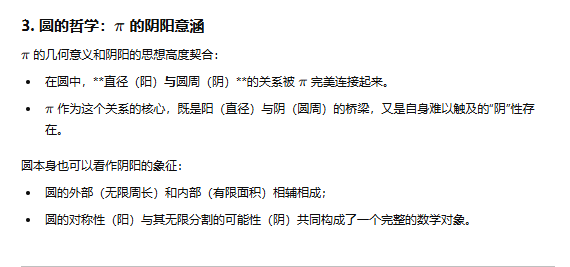 3. 圆的哲学：π 的阴阳意涵
π 的几何意义和阴阳的思想高度契合：
• 在圆中，**直径（阳）与圆周（阴）**的关系被 π 完美连接起来。
• π 作为这个关系的核心，既是阳（直径）与阴（圆周）的桥梁，又是自身难以触及的“阴”性存
在。
圆本身也可以看作阴阳的象征：
• 圆的外部（无限周长）和内部（有限面积）相辅相成；
• 圆的对称性（阳）与其无限分割的可能性（阴）共同构成了一个完整的数学对象。